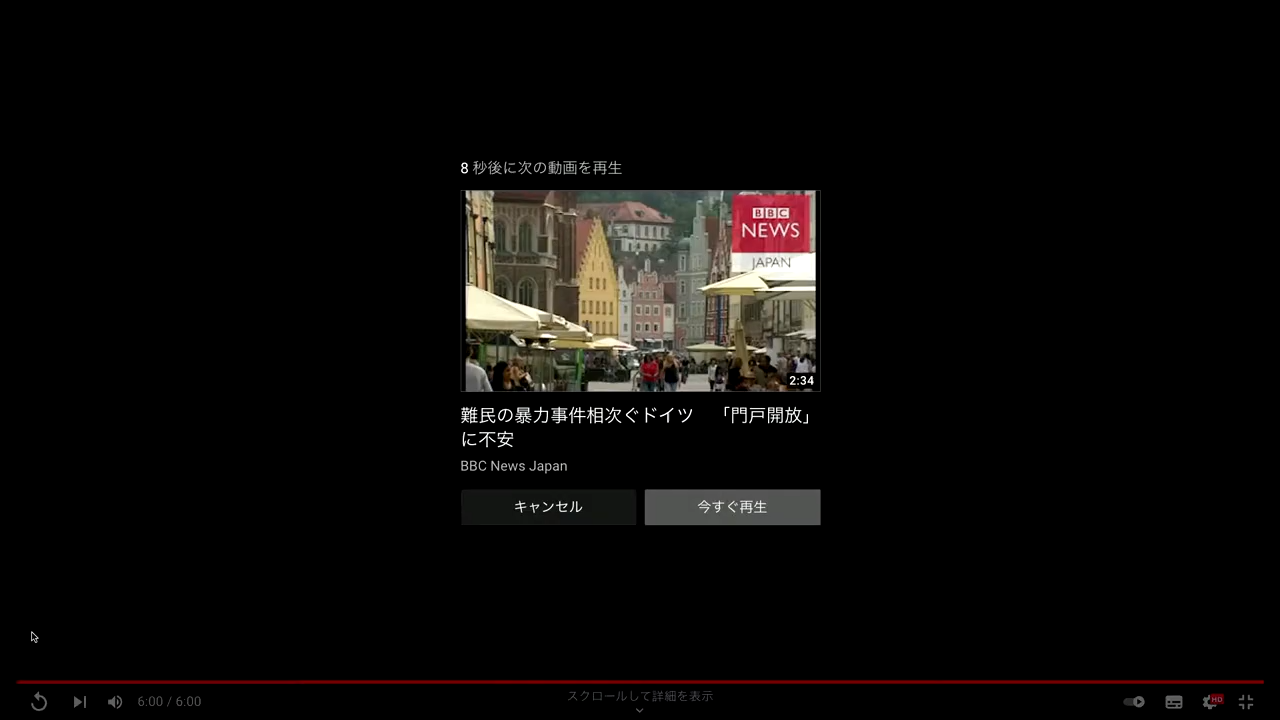 8 秒後に次の動画を再生
BBC
NEWS
JAPAN
2:34
難民の暴力事件相次ぐドイツ　「門戸開放」
に不安
BBC News Japan
キャンセル
今すぐ再生
スクロールして詳細を表示
6:00 / 6:00
HD